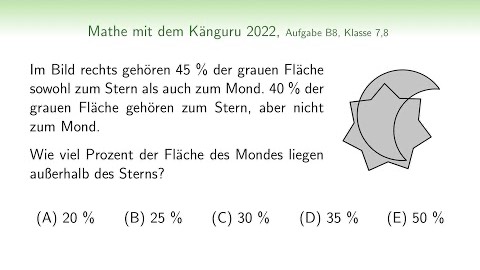 Mathe mit dem Känguru 2022, Aufgabe B8, Klasse 7,8
Im Bild rechts gehören 45 % der grauen Fläche
sowohl zum Stern als auch zum Mond. 40 % der
grauen Fläche gehören zum Stern, aber nicht
zum Mond.
Wie viel Prozent der Fläche des Mondes liegen
außerhalb des Sterns?
(A) 20 % (B) 25 % (C) 30 % (D) 35 % (E) 50 %